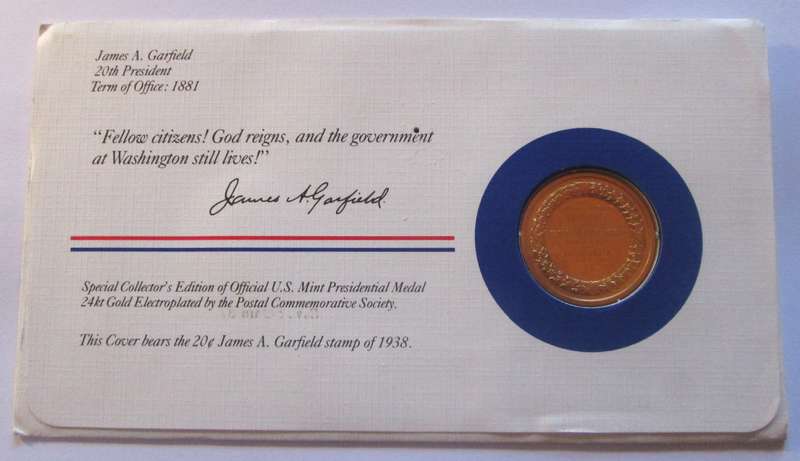 James A. Garfield
20th President
Term of Office: 1881
“Fellow citizens! God reigns, and the government
at Washington still lives!”
James A. Garfield.
Special Collector's Edition of Official U.S. Mint Presidential Medal
24kt Gold Electroplated by the Postal Commemorative Society.
This Cover bears the 20¢ James A. Garfield stamp of 1938.